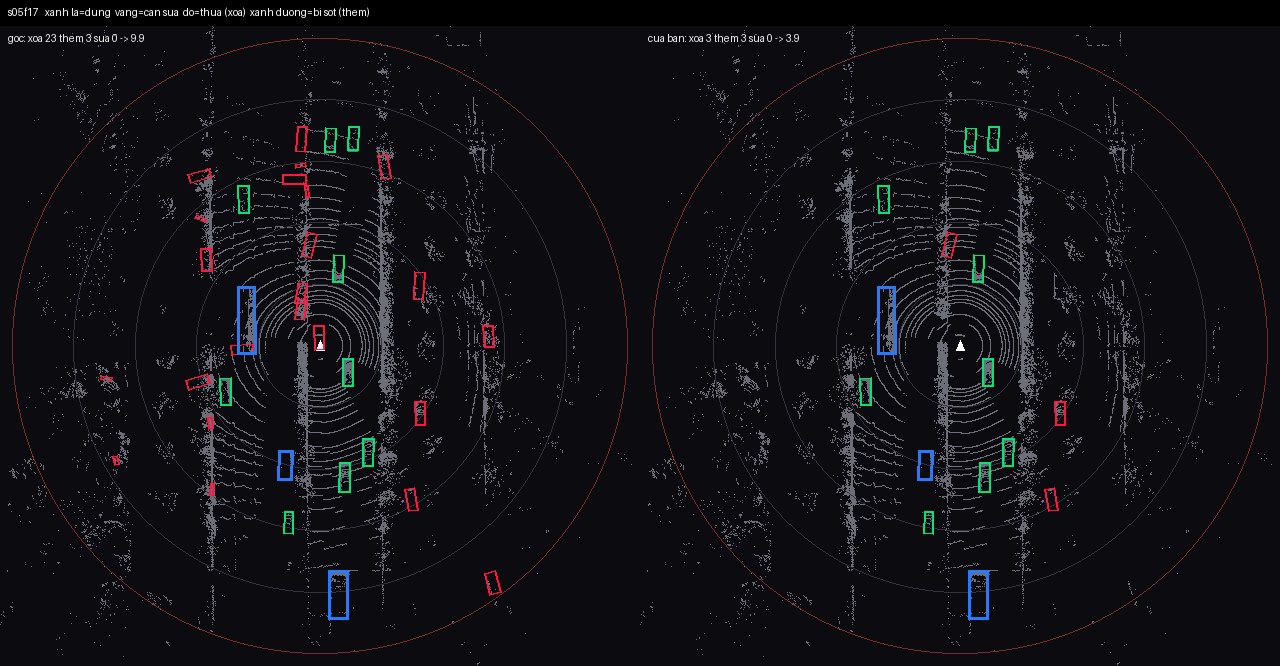 s05f17 xanh la=dung vang=can sua do=thua (xoa) xanh duong=bi sot (them)
goc: xoa 23 them 3 sua 0 -> 9.9
cua ban: xoa 3 them 3 sua 0 -> 3.9